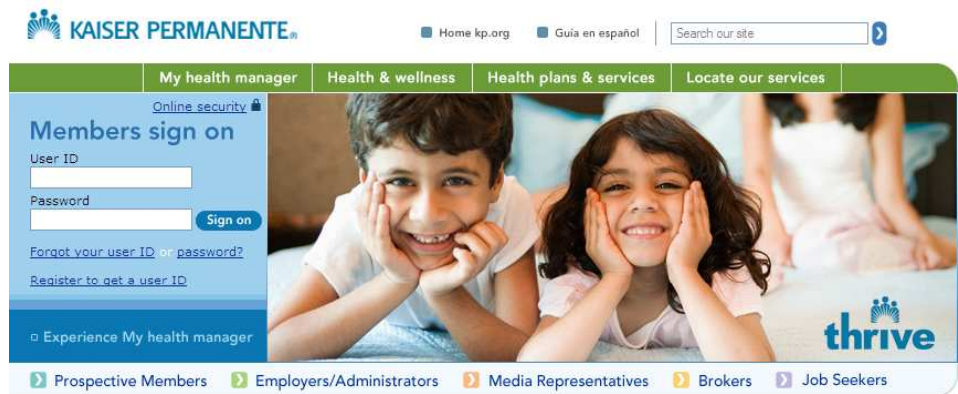 KAISER PERMANENTE®
Home kp.org
Guía en español
Search our site
My health manager
Health & wellness
Health plans & services
Locate our services
Online security
Members sign on
User ID
Password
Sign on
Forgot your user ID or password?
Register to get a user ID
Experience My health manager
thrive
Prospective Members
Employers/Administrators
Media Representatives
Brokers
Job Seekers